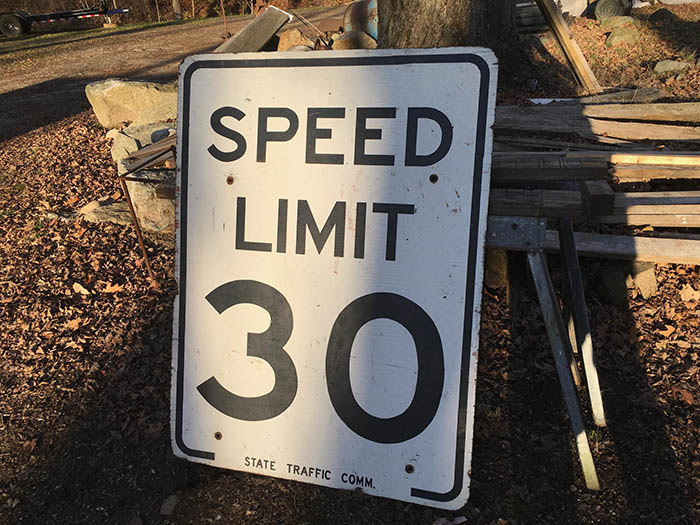 SPEED
LIMIT
30
STATE TRAFFIC COMM.